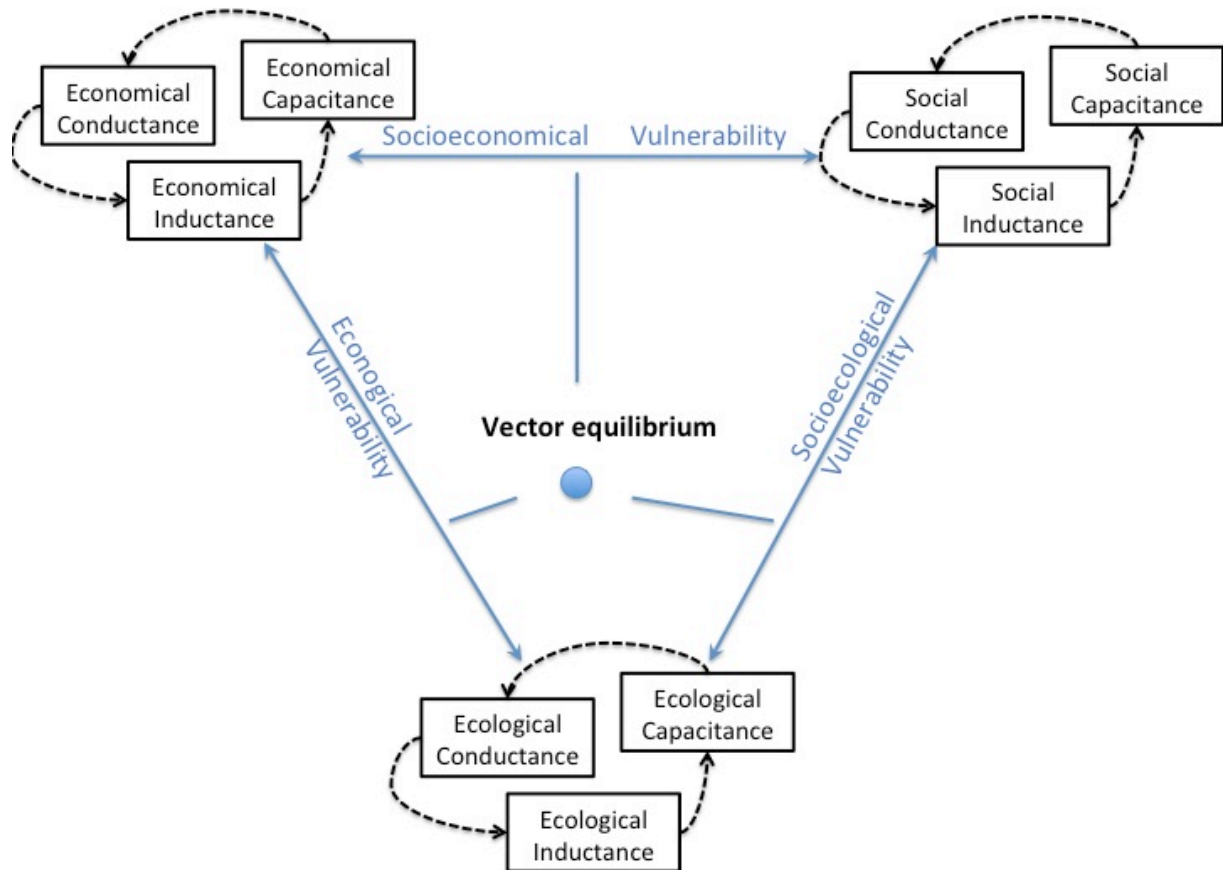 Economical
Capacitance
Economical
Conductance
Economical
Inductance
Social
Capacitance
Social
Conductance
Social
Inductance
Socioeconomical Vulnerability
Econogical
Vulnerability
Socioecological
Vulnerability
Vector equilibrium
Ecological
Capacitance
Ecological
Conductance
Ecological
Inductance